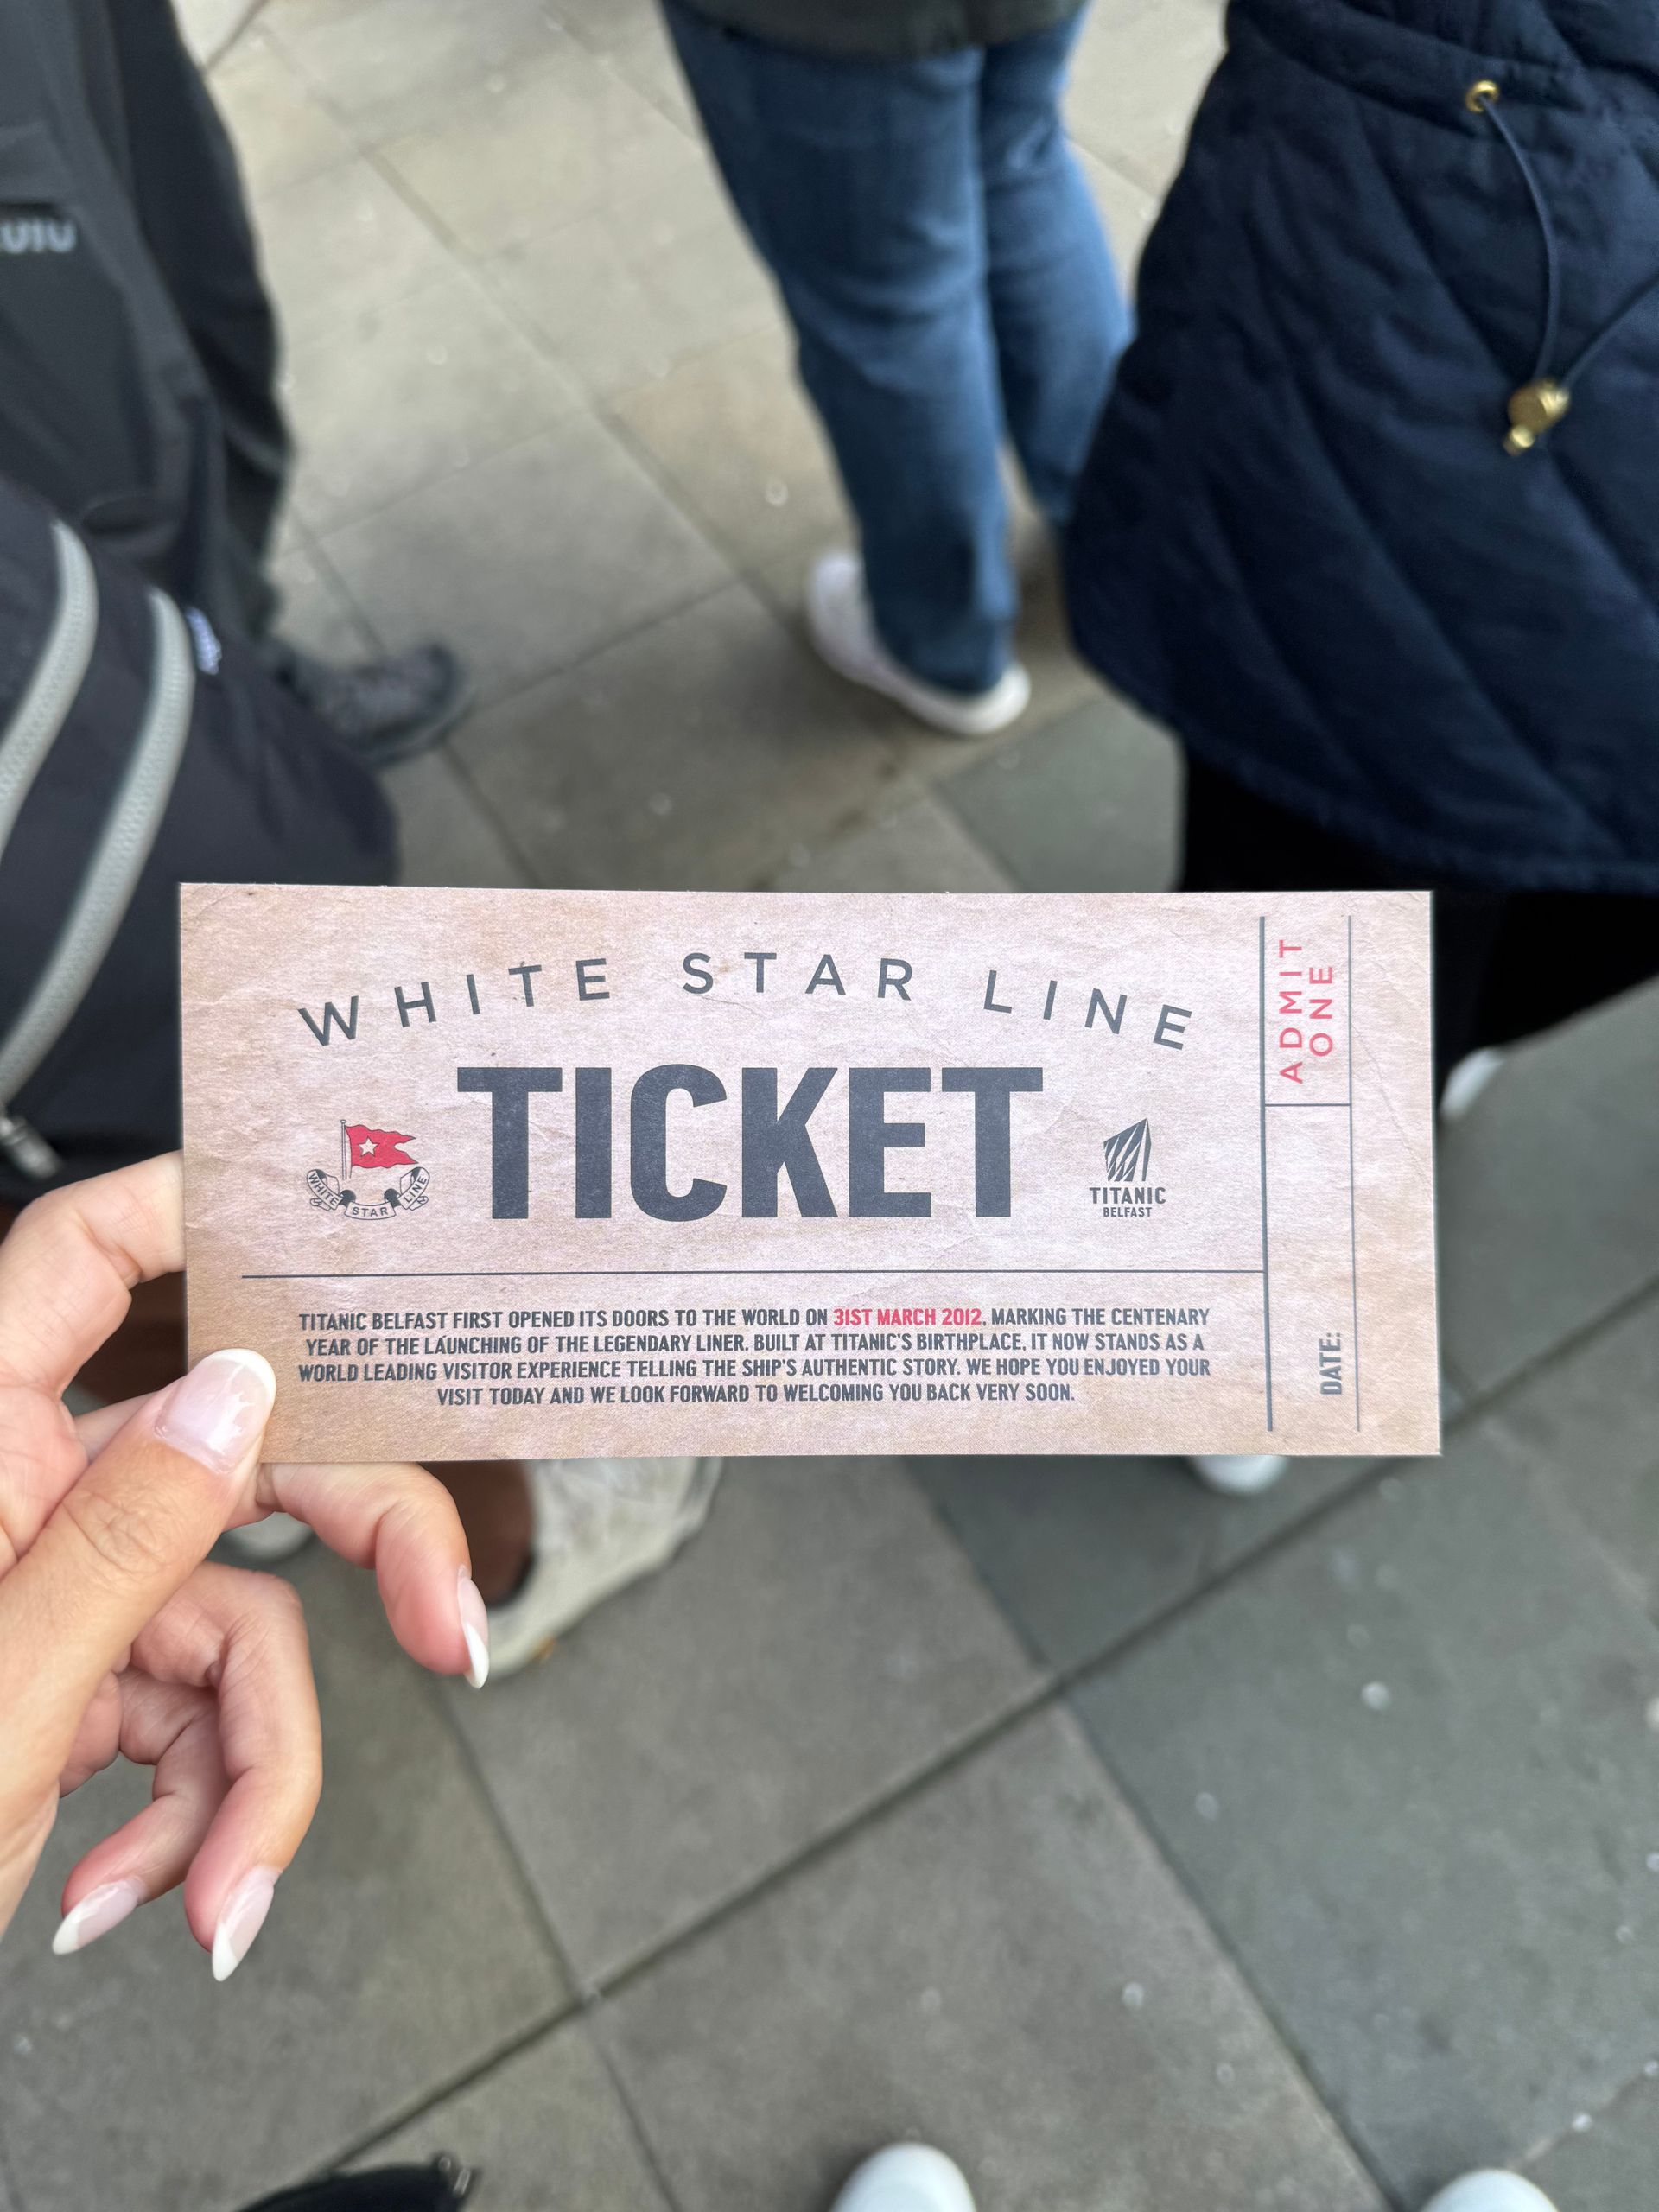 WHITE STAR LINE
TICKET
WHITE STAR LINE
TITANIC
BELFAST
TITANIC BELFAST FIRST OPENED ITS DOORS TO THE WORLD ON 31ST MARCH 2012, MARKING THE CENTENARY
YEAR OF THE LAUNCHING OF THE LEGENDARY LINER. BUILT AT TITANIC'S BIRTHPLACE, IT NOW STANDS AS A
WORLD LEADING VISITOR EXPERIENCE TELLING THE SHIP'S AUTHENTIC STORY. WE HOPE YOU ENJOYED YOUR
VISIT TODAY AND WE LOOK FORWARD TO WELCOMING YOU BACK VERY SOON.
ADMIT
ONE
DATE: